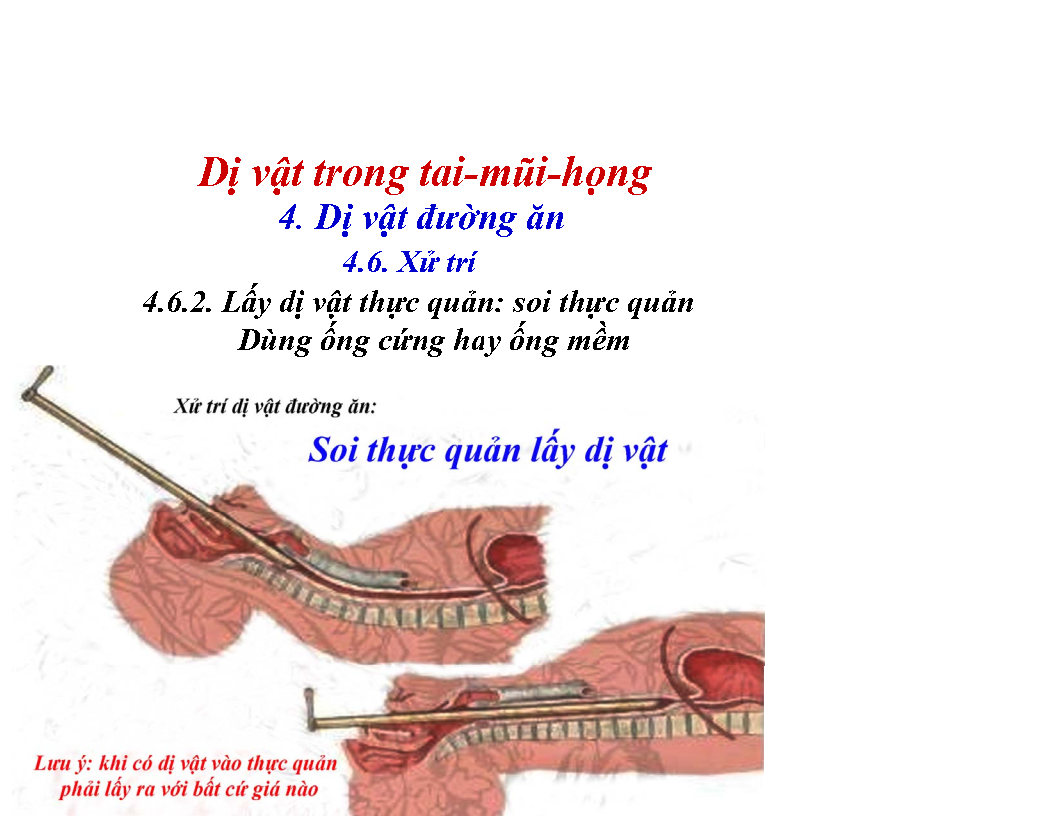 Dị vật trong tai-mũi-họng
4. Dị vật đường ăn
4.6. Xử trí
4.6.2. Lấy dị vật thực quản: soi thực quản
Dùng ống cứng hay ống mềm
Xử trí dị vật đường ăn:
Soi thực quản lấy dị vật
Lưu ý: khi có dị vật vào thực quản
phải lấy ra với bất cứ giá nào